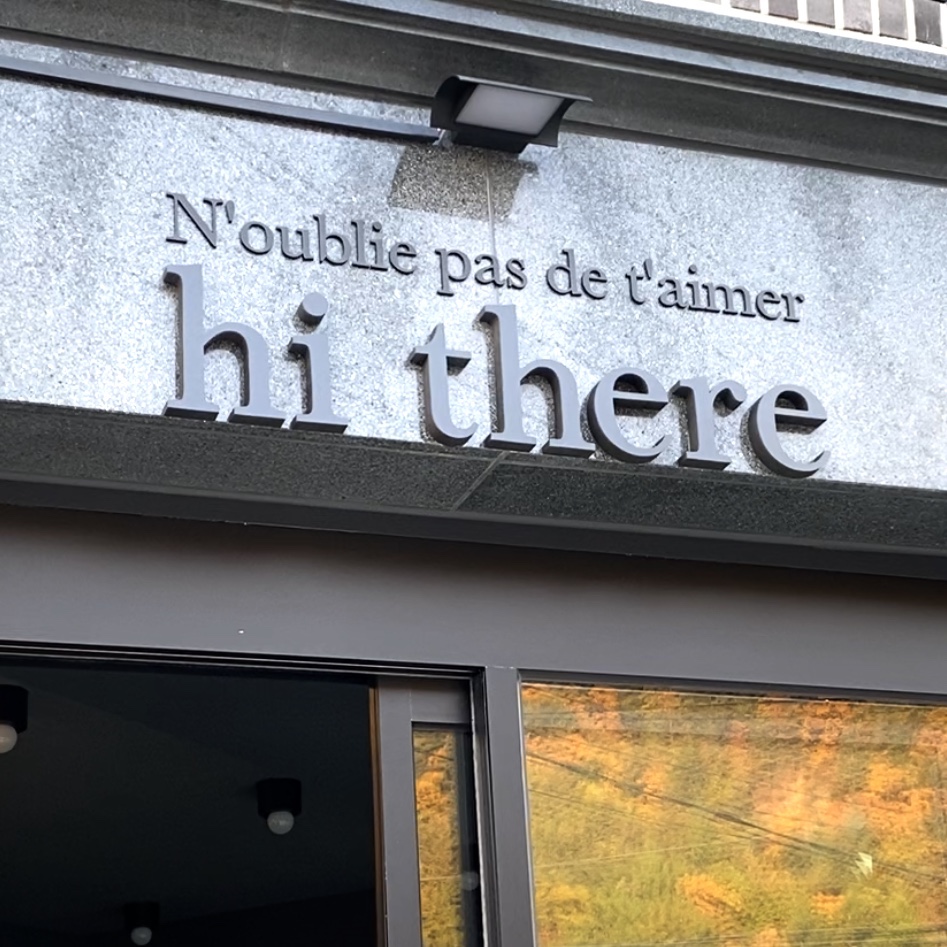 N'oublie pas de t'aimer
hi there